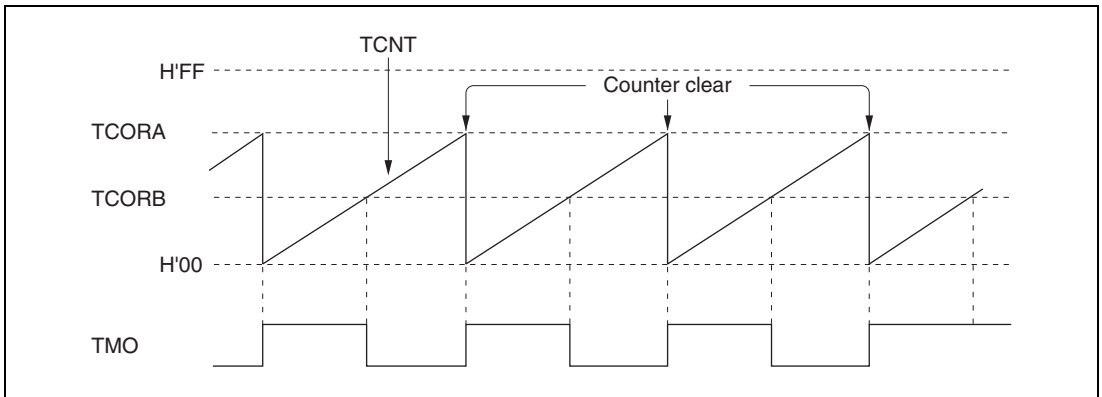 TCNT
H'FF
Counter clear
TCORA
TCORB
H'00
TMO